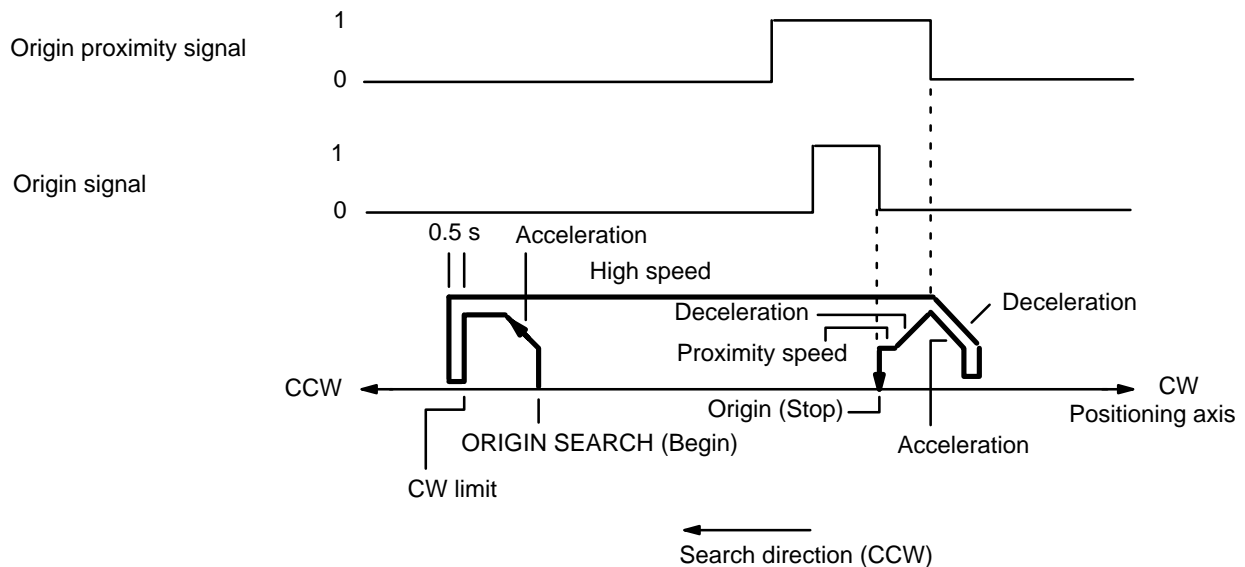 Origin proximity signal
1
0
Origin signal
1
0
0.5 s
Acceleration
High speed
Deceleration
Deceleration
Proximity speed
CCW
CW
Positioning axis
Origin (Stop)
ORIGIN SEARCH (Begin)
Acceleration
CW limit
Search direction (CCW)